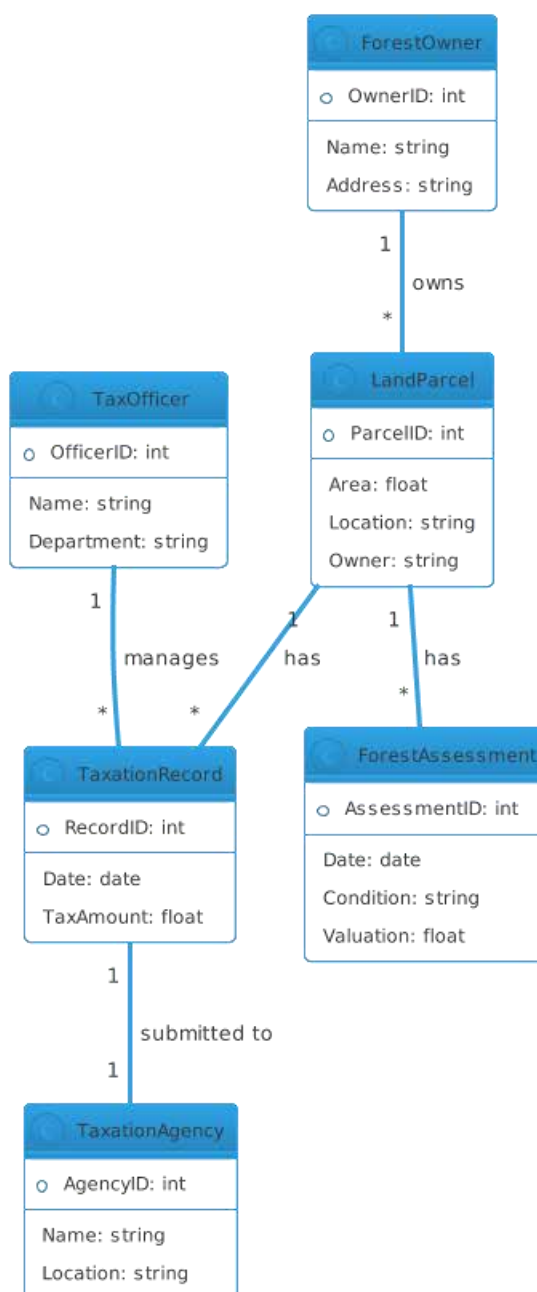 ForestOwner
OwnerID: int
Name: string
Address: string
1
owns
*
TaxOfficer
OfficerID: int
Name: string
Department: string
LandParcel
ParcelID: int
Area: float
Location: string
Owner: string
1
manages
*
1
has
*
1
has
*
TaxationRecord
RecordID: int
Date: date
TaxAmount: float
ForestAssessment
AssessmentID: int
Date: date
Condition: string
Valuation: float
1
submitted to
1
TaxationAgency
AgencyID: int
Name: string
Location: string